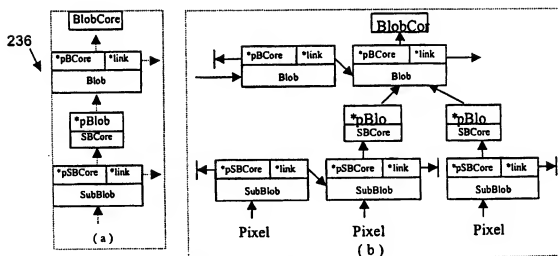 236
BlobCore
*pBCore *link
Blob
*pBlob
SBCore
*pSBCore *link
SubBlob
(a)
BlobCor
*pBCore *link
Blob
*pBCore *link
Blob
*pBlo
SBCore
*pBlo
SBCore
*pSBCore *link
SubBlob
*pSBCore *link
SubBlob
*pSBCore *link
SubBlob
Pixel
Pixel
Pixel
(b)